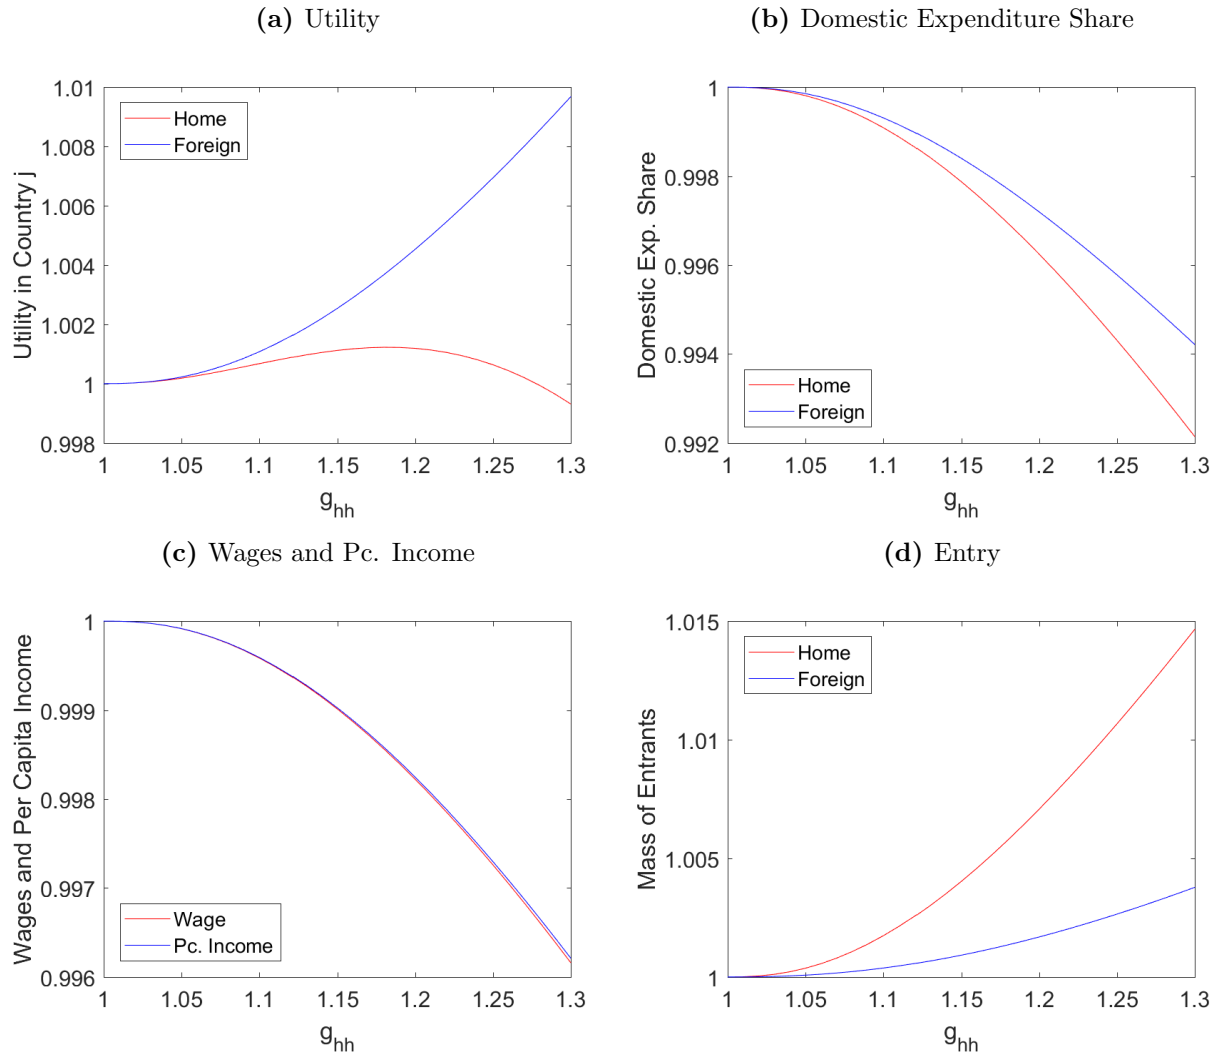 (a) Utility
1.01
1.008
1.006
1.004
1.002
1
0.998
Utility in Country j
Home
Foreign
1
1.05
1.1
1.15
1.2
1.25
1.3
g_hh
(b) Domestic Expenditure Share
1
0.998
0.996
0.994
0.992
Domestic Exp. Share
Home
Foreign
1
1.05
1.1
1.15
1.2
1.25
1.3
g_hh
(c) Wages and Pc. Income
1
0.999
0.998
0.997
0.996
Wages and Per Capita Income
Wage
Pc. Income
1
1.05
1.1
1.15
1.2
1.25
1.3
g_hh
(d) Entry
1.015
1.01
1.005
1
Mass of Entrants
Home
Foreign
1
1.05
1.1
1.15
1.2
1.25
1.3
g_hh